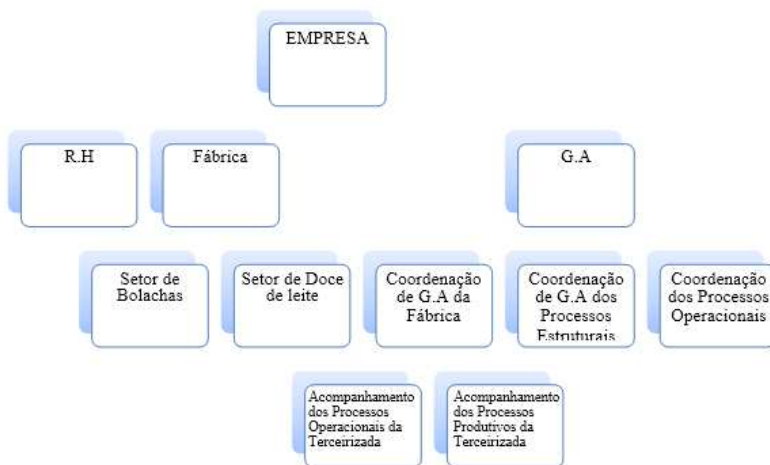 EMPRESA
R.H
Fábrica
G.A
Setor de
Bolachas
Setor de Doce
de leite
Coordenação
de G.A da
Fábrica
Coordenação
de G.A dos
Processos
Estruturais
Coordenação
dos Processos
Operacionais
Acompanhamento
dos Processos
Operacionais da
Terceirizada
Acompanhamento
dos Processos
Produtivos da
Terceirizada